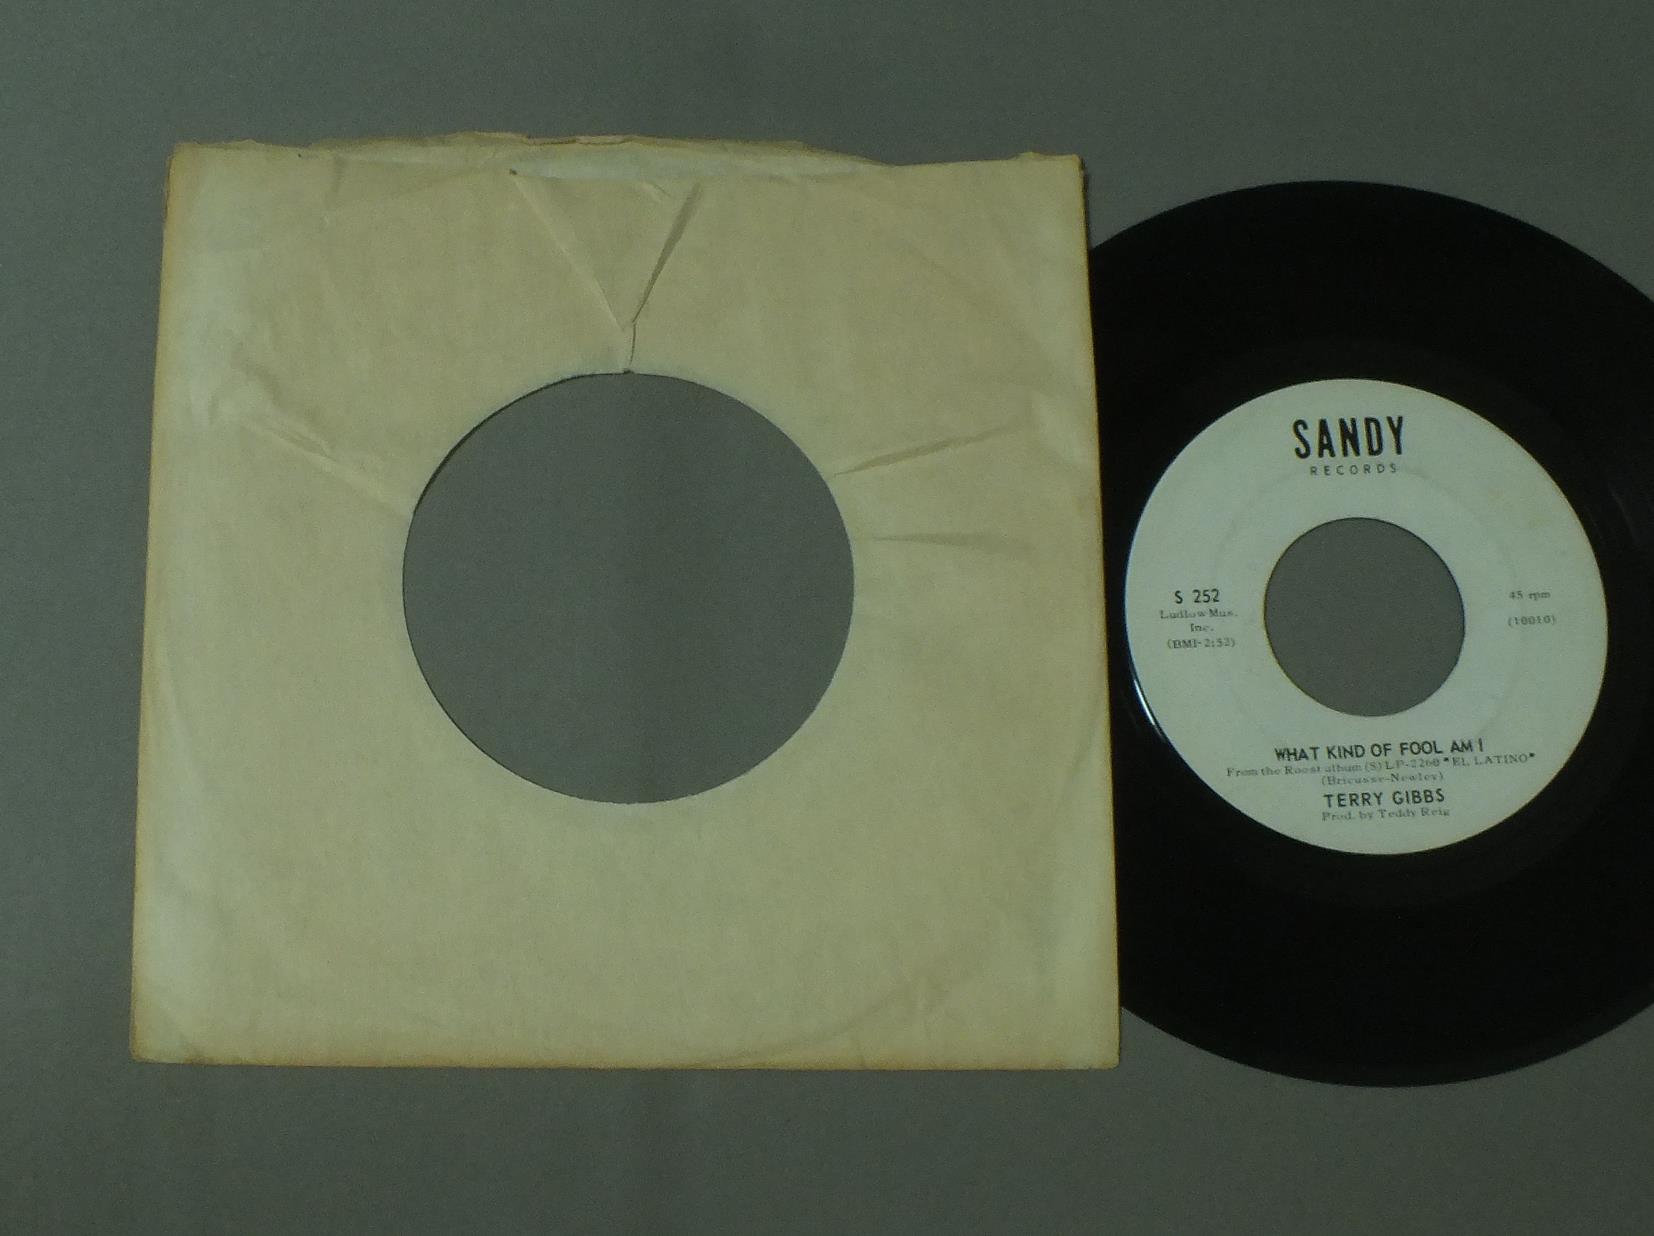 SANDY
RECORDS
S 252
Ludlow Mus.
Inc.
(BMI-2:52)
45 rpm
(10010)
WHAT KIND OF FOOL AM I
From the Roost album (S) LP-2260 "EL LATINO"
(Bricusse-Newley)
TERRY GIBBS
Prod. by Teddy Reig